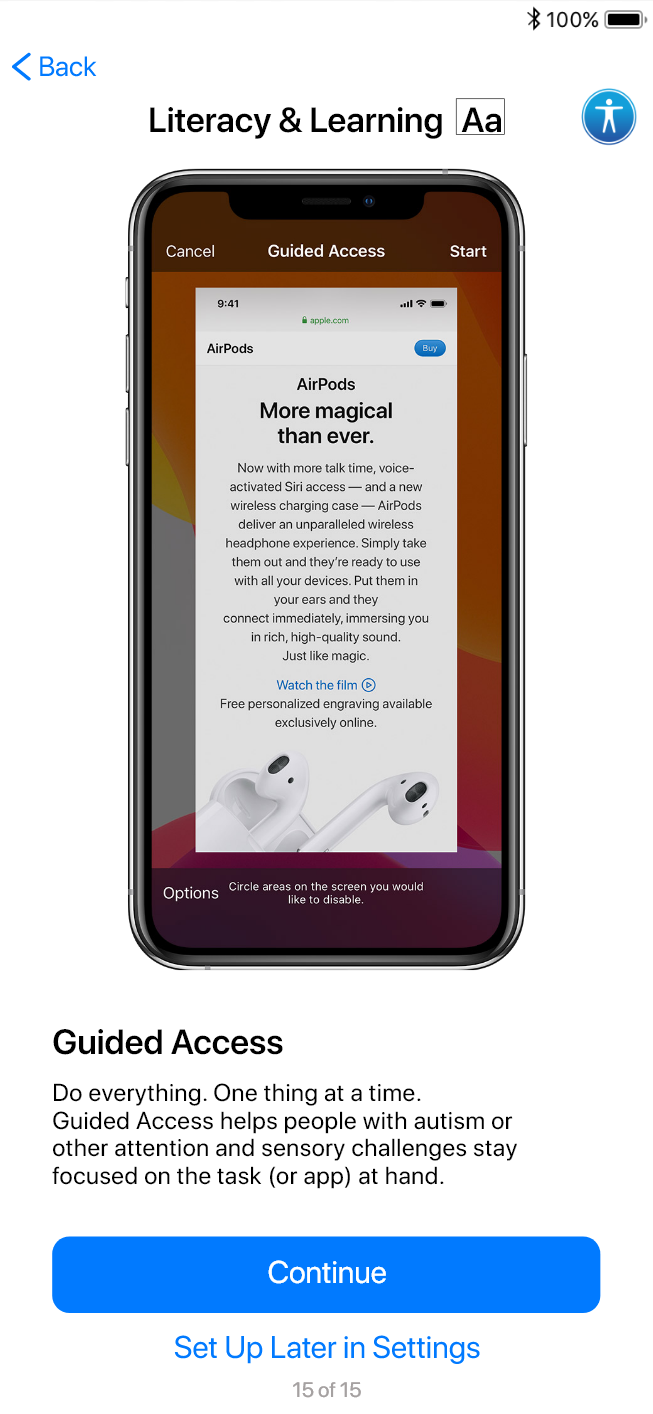 100%
Back
Literacy & Learning Aa
Cancel Guided Access Start
9:41
apple.com
AirPods Buy
AirPods
More magical
than ever.
Now with more talk time, voice-
activated Siri access — and a new
wireless charging case — AirPods
deliver an unparalleled wireless
headphone experience. Simply take
them out and they're ready to use
with all your devices. Put them in
your ears and they
connect immediately, immersing you
in rich, high-quality sound.
Just like magic.
Watch the film
Free personalized engraving available
exclusively online.
Options
Circle areas on the screen you would
like to disable.
Guided Access
Do everything. One thing at a time.
Guided Access helps people with autism or
other attention and sensory challenges stay
focused on the task (or app) at hand.
Continue
Set Up Later in Settings
15 of 15